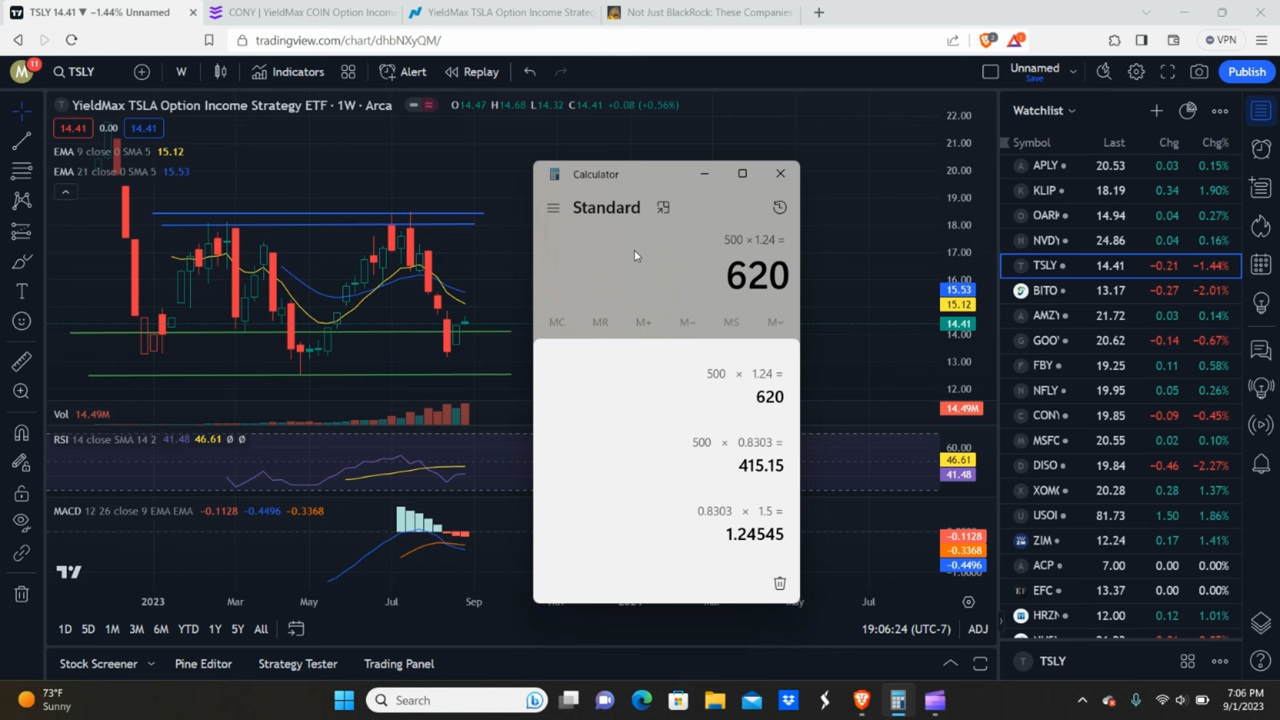 TSLY 14.41 ▼ −1.44% Unnamed
CONY | YieldMax COIN Option Income
YieldMax TSLA Option Income Strateg
Not Just BlackRock: These Companies
tradingview.com/chart/dhbNXyQM/
VPN
M
11
TSLY
W
Indicators
Alert
Replay
Unnamed
Save
Publish
YieldMax TSLA Option Income Strategy ETF · 1W · Arca
O14.47 H14.68 L14.32 C14.41 +0.08 (+0.56%)
14.41
0.00
14.41
EMA 9 close 0 SMA 5 15.12
EMA 21 close 0 SMA 5 15.53
22.00
21.00
20.00
19.00
18.00
17.00
16.00
15.53
15.12
14.41
14.00
13.00
12.00
Vol 14.49M
14.49M
RSI 14 close SMA 14 2 41.48 46.61 Ø Ø
60.00
46.61
41.48
MACD 12 26 close 9 EMA EMA −0.1128 −0.4496 −0.3368
−0.1128
−0.3368
−0.4496
−1.0000
2023
Mar
May
Jul
Sep
Jul
1D 5D 1M 3M 6M YTD 1Y 5Y All
19:06:24 (UTC-7)
ADJ
Stock Screener
Pine Editor
Strategy Tester
Trading Panel
Calculator
Standard
500 × 1.24 =
620
MC MR M+ M− MS M˅
500 × 1.24 =
620
500 × 0.8303 =
415.15
0.8303 × 1.5 =
1.24545
Watchlist
Symbol Last Chg Chg%
APLY 20.53 0.03 0.15%
KLIP 18.19 0.34 1.90%
OARK 14.94 0.04 0.27%
NVDY 24.86 0.04 0.16%
TSLY 14.41 −0.21 −1.44%
BITO 13.17 −0.27 −2.01%
AMZY 21.72 0.03 0.14%
GOO 20.62 −0.14 −0.67%
FBY 19.25 0.11 0.58%
NFLY 19.95 0.05 0.26%
CON 19.85 −0.09 −0.45%
MSFC 20.55 0.02 0.10%
DISO 19.84 −0.46 −2.27%
XOM 20.28 0.28 1.37%
USOI 81.73 1.50 1.86%
ZIM 12.24 0.17 1.41%
ACP 7.00 0.00 0.00%
EFC 13.37 0.00 0.00%
HRZN 12.00 0.12 1.01%
TSLY
73°F
Sunny
Search
7:06 PM
9/1/2023